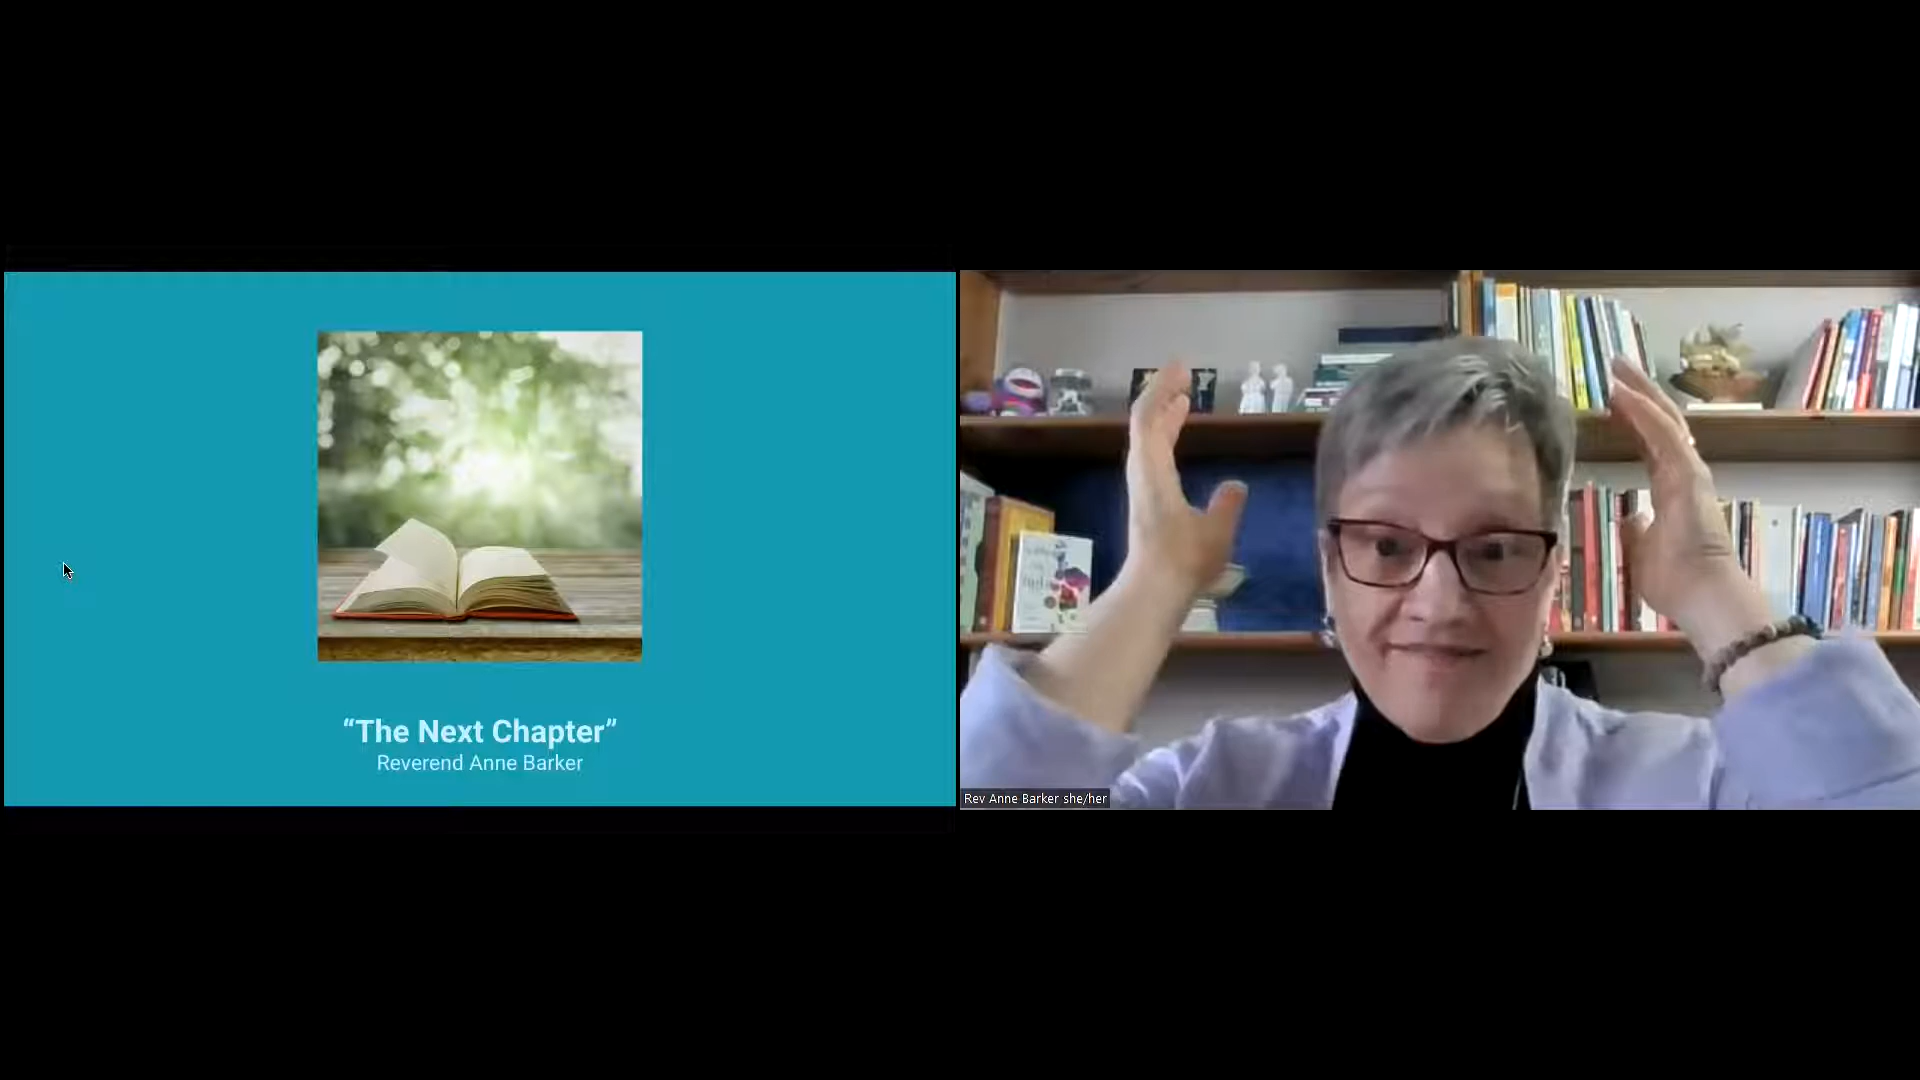 “The Next Chapter”
Reverend Anne Barker
Rev Anne Barker she/her